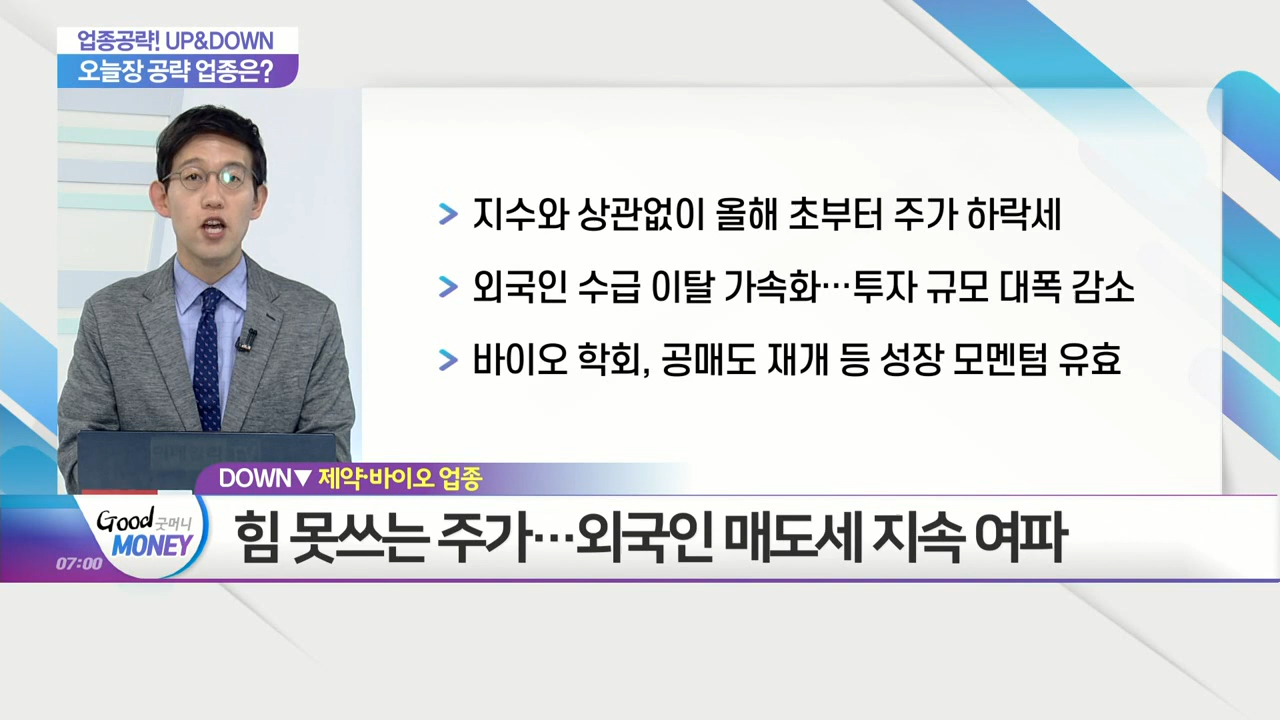 업종공략! UP&DOWN
오늘장 공략 업종은?
> 지수와 상관없이 올해 초부터 주가 하락세
> 외국인 수급 이탈 가속화…투자 규모 대폭 감소
> 바이오 학회, 공매도 재개 등 성장 모멘텀 유효
DOWN▼ 제약·바이오 업종
Good 굿머니
MONEY
힘 못쓰는 주가…외국인 매도세 지속 여파
07:00